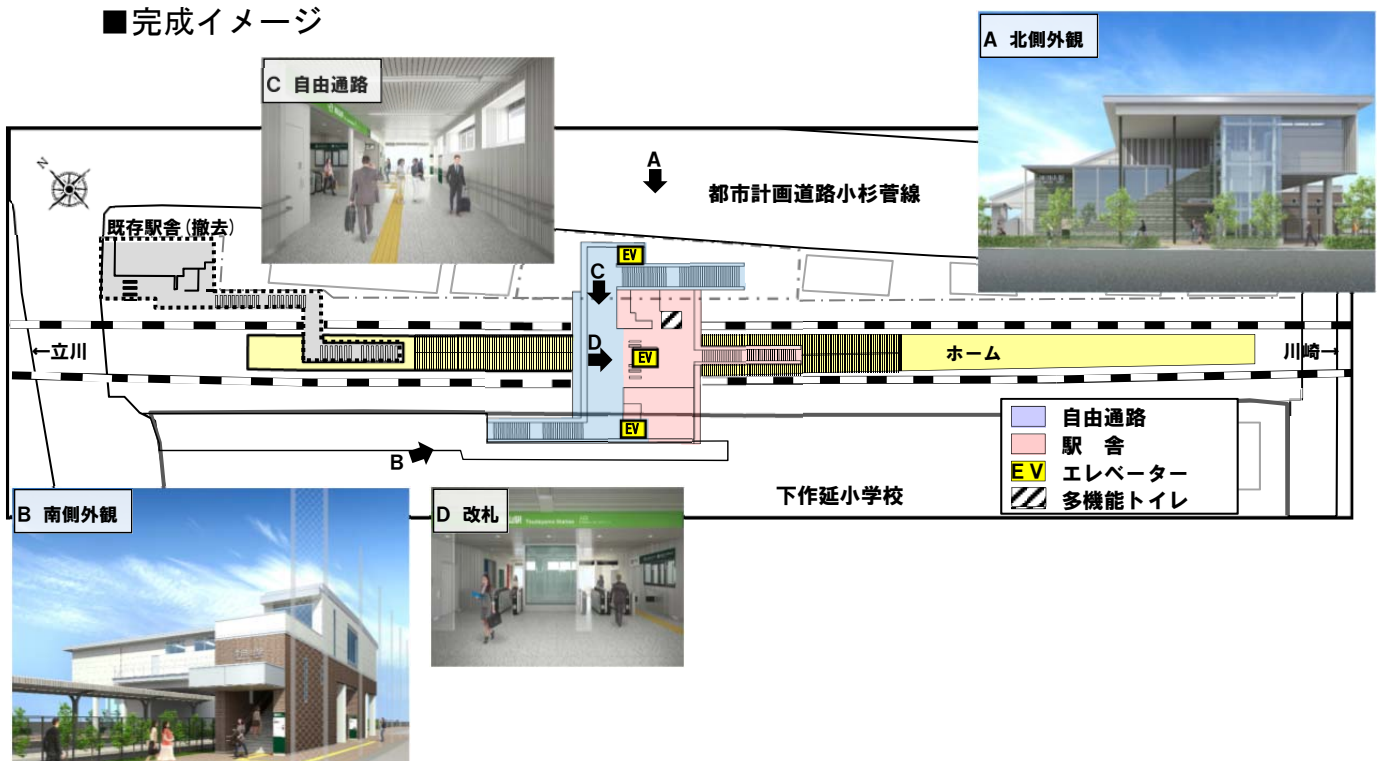 ■完成イメージ
A 北側外観
C 自由通路
A
N
都市計画道路小杉菅線
既存駅舎(撤去)
EV
C
←立川
D
EV
ホーム
川崎→
EV
B
自由通路
駅 舎
EV エレベーター
多機能トイレ
下作延小学校
B 南側外観
D 改札
Tsudayama Station